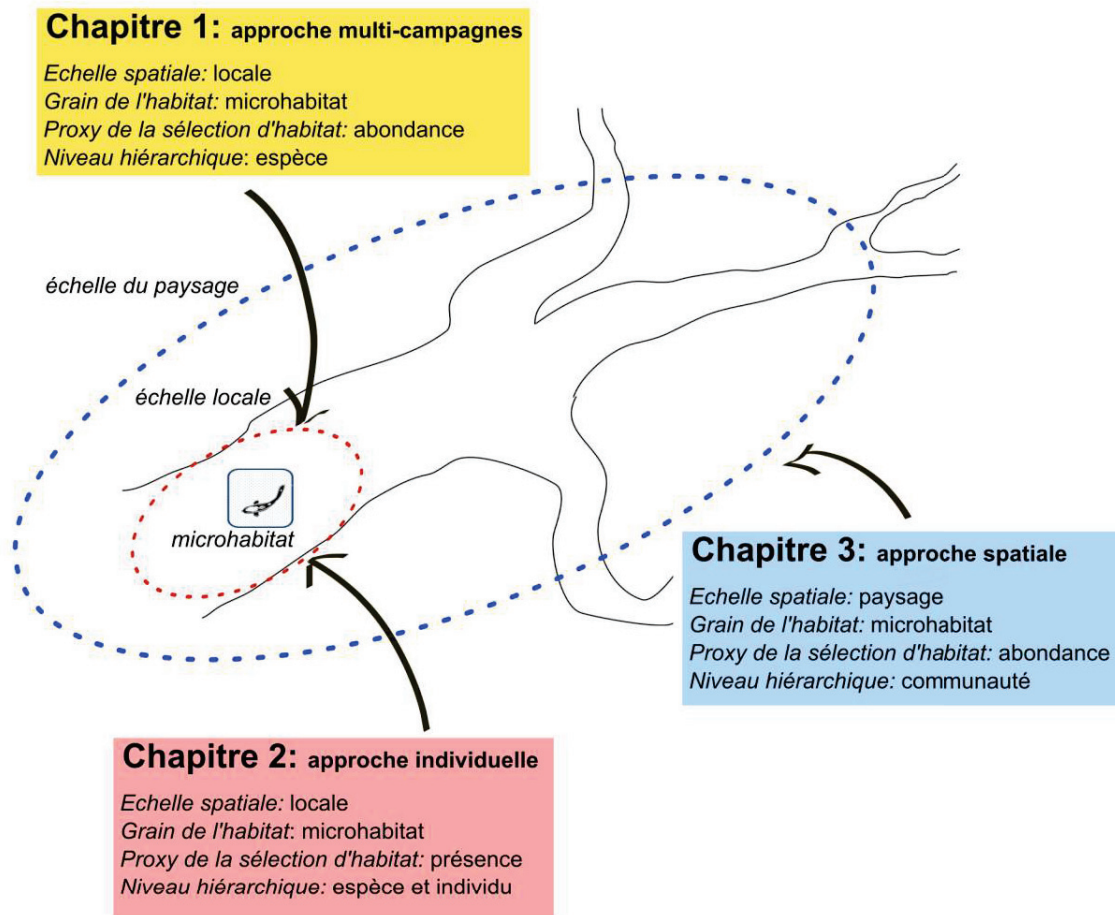 Chapitre 1: approche multi-campagnes
Echelle spatiale: locale
Grain de l'habitat: microhabitat
Proxy de la sélection d'habitat: abondance
Niveau hiérarchique: espèce
échelle du paysage
échelle locale
microhabitat
Chapitre 3: approche spatiale
Echelle spatiale: paysage
Grain de l'habitat: microhabitat
Proxy de la sélection d'habitat: abondance
Niveau hiérarchique: communauté
Chapitre 2: approche individuelle
Echelle spatiale: locale
Grain de l'habitat: microhabitat
Proxy de la sélection d'habitat: présence
Niveau hiérarchique: espèce et individu